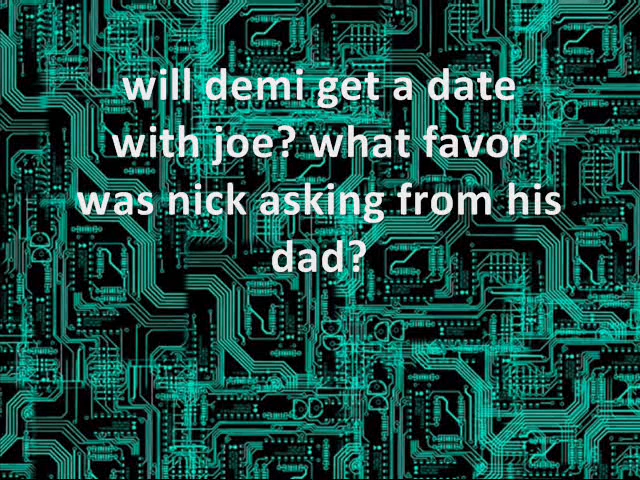 will demi get a date
with joe? what favor
was nick asking from his
dad?